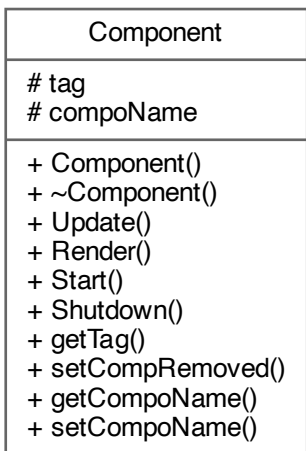 Component
# tag
# compoName
+ Component()
+ ~Component()
+ Update()
+ Render()
+ Start()
+ Shutdown()
+ getTag()
+ setCompRemoved()
+ getCompoName()
+ setCompoName()